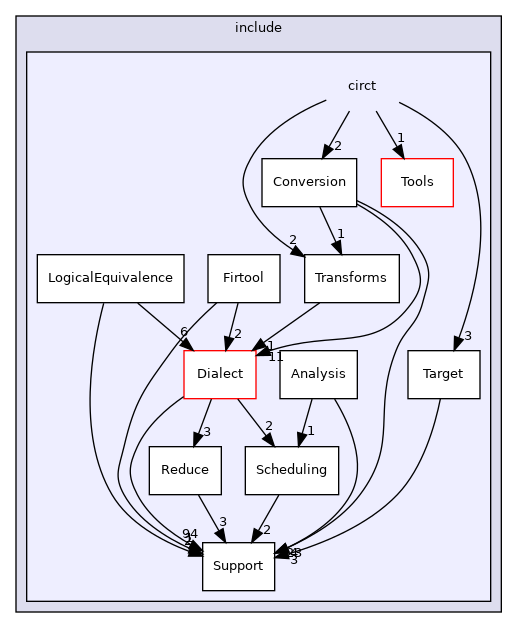 include
circt
2
1
Conversion
Tools
2
1
LogicalEquivalence
Firtool
Transforms
6
2
1
11
3
Dialect
Analysis
Target
3
2
1
Reduce
Scheduling
94
3
2
3
Support